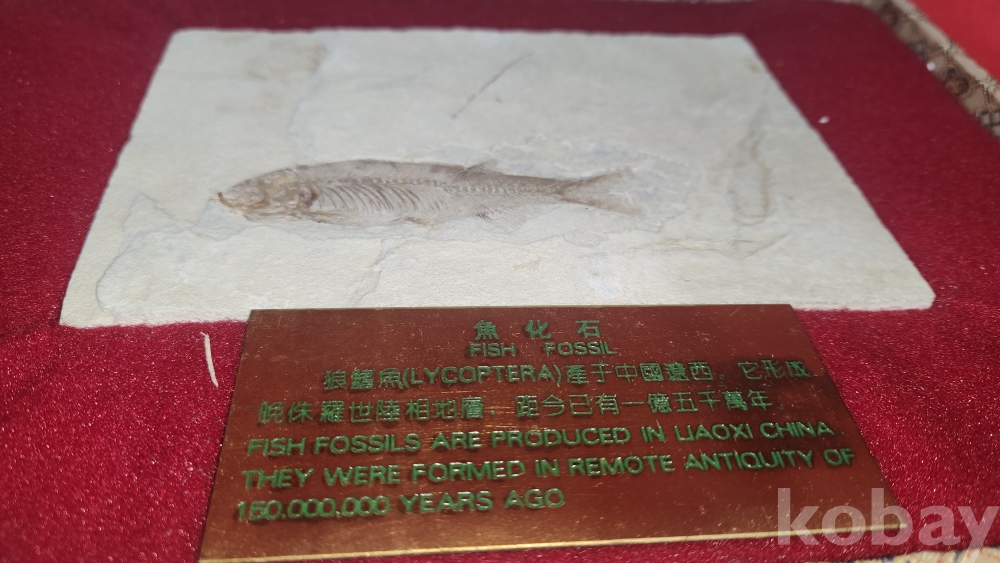 魚化石
FISH FOSSIL
狼鰭魚(LYCOPTERA)產于中國遼西。它形成
晚侏羅世陸相地層，距今已有一億五千萬年
FISH FOSSILS ARE PRODUCED IN LIAOXI CHINA.
THEY WERE FORMED IN REMOTE ANTIQUITY OF
150.000.000 YEARS AGO
kobay